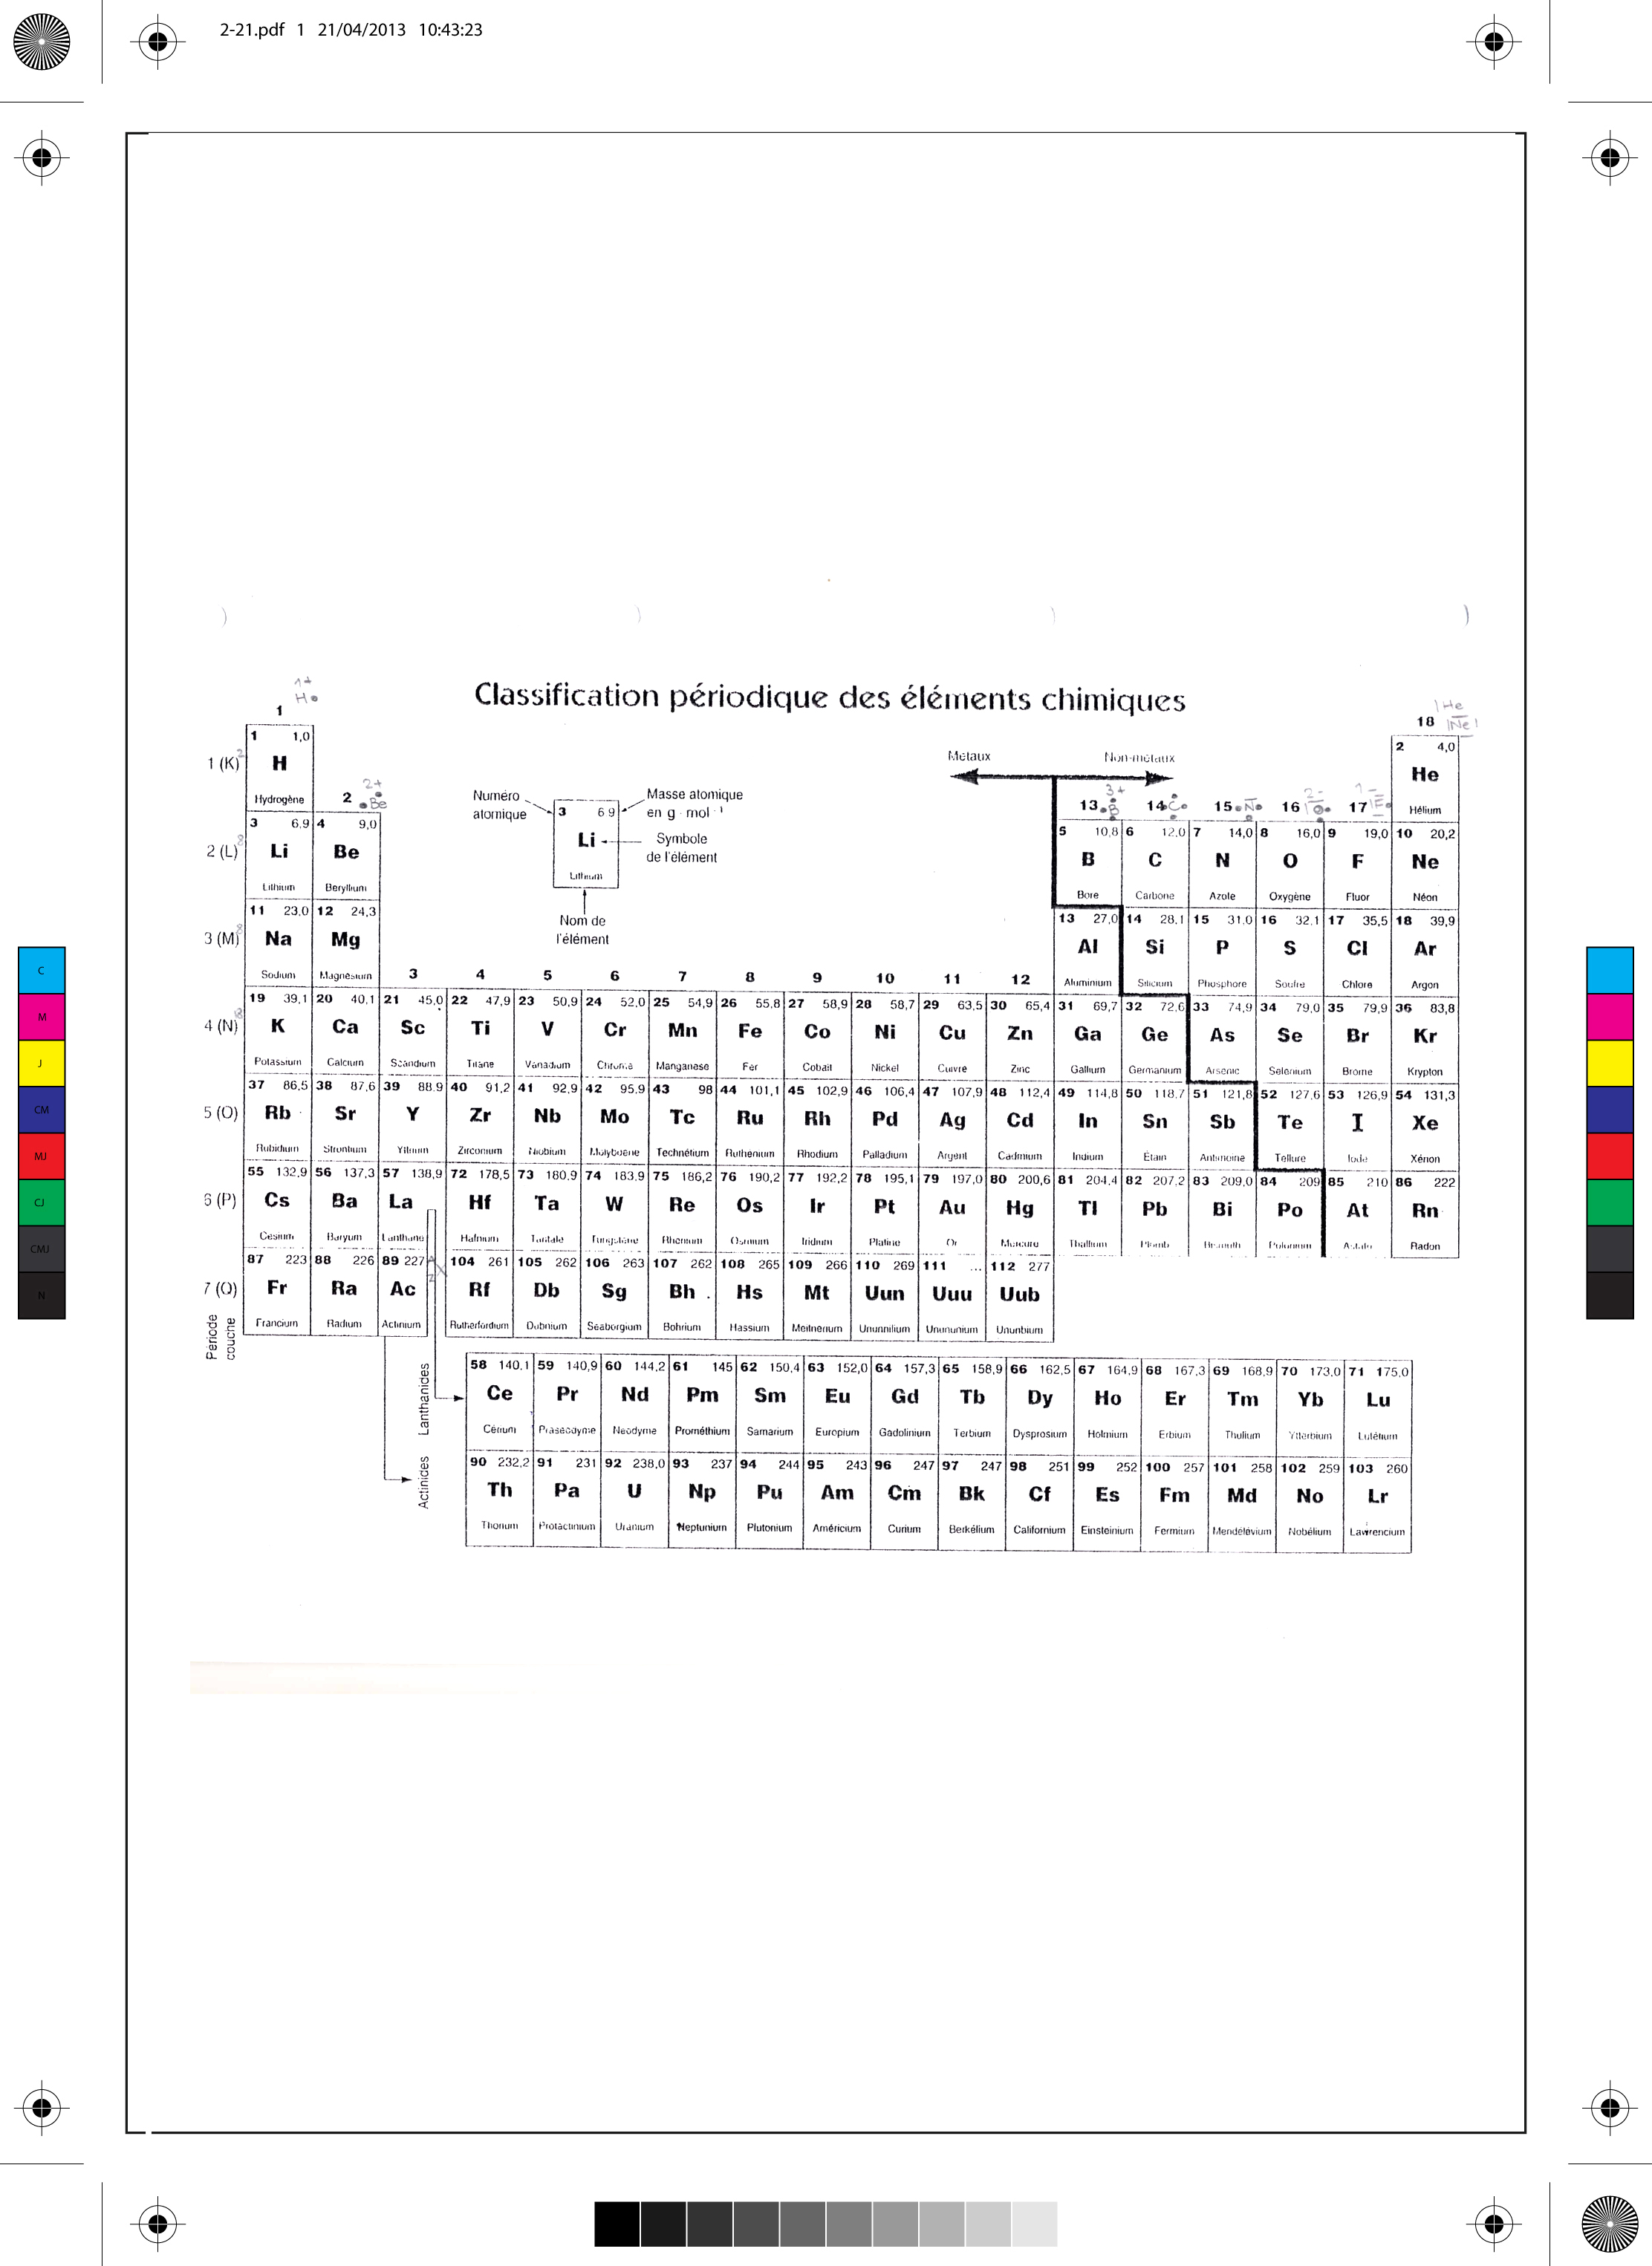 2-21.pdf 1 21/04/2013 10:43:23
Classification périodique des éléments chimiques
1+
H
1
|He
18 |Ne|
1 1,0
2 4,0
1 (K) 2
H
He
Hydrogène
Hélium
2+
2 Be
Numéro atomique
Masse atomique en g · mol -1
3 6 9
Li
Symbole de l'élément
Lithium
Nom de l'élément
Métaux
Non-métaux
3+ 2- 1-
13 B 14 C 15 N 16 O 17 F
3 6,9 4 9,0 5 10,8 6 12,0 7 14,0 8 16,0 9 19,0 10 20,2
2 (L) 8 Li Be B C N O F Ne
Lithium Beryllium Bore Carbone Azole Oxygène Fluor Néon
11 23,0 12 24,3 13 27,0 14 28,1 15 31,0 16 32,1 17 35,5 18 39,9
3 (M) 8 Na Mg Al Si P S Cl Ar
Sodium Magnesium Aluminium Silicium Phosphore Soufre Chlore Argon
3 4 5 6 7 8 9 10 11 12
19 39,1 20 40,1 21 45,0 22 47,9 23 50,9 24 52,0 25 54,9 26 55,8 27 58,9 28 58,7 29 63,5 30 65,4 31 69,7 32 72,6 33 74,9 34 79,0 35 79,9 36 83,8
4 (N) 8 K Ca Sc Ti V Cr Mn Fe Co Ni Cu Zn Ga Ge As Se Br Kr
Potassium Calcium Scandium Titane Vanadium Chrome Manganese Fer Cobalt Nickel Cuivre Zinc Gallium Germanium Arsenic Selenium Brome Krypton
37 86,5 38 87,6 39 88,9 40 91,2 41 92,9 42 95,9 43 98 44 101,1 45 102,9 46 106,4 47 107,9 48 112,4 49 114,8 50 118,7 51 121,8 52 127,6 53 126,9 54 131,3
5 (O) Rb Sr Y Zr Nb Mo Tc Ru Rh Pd Ag Cd In Sn Sb Te I Xe
Rubidium Strontium Yttrium Zirconium Niobium Molybdène Technétium Ruthénium Rhodium Palladium Argent Cadmium Indium Étain Antimoine Tellure Iode Xénon
55 132,9 56 137,3 57 138,9 72 178,5 73 180,9 74 183,9 75 186,2 76 190,2 77 192,2 78 195,1 79 197,0 80 200,6 81 204,4 82 207,2 83 209,0 84 209 85 210 86 222
6 (P) Cs Ba La Hf Ta W Re Os Ir Pt Au Hg Tl Pb Bi Po At Rn
Cesium Baryum Lanthane Hafnium Tantale Tungstène Rhénium Osmium Iridium Platine Or Mercure Thallium Plomb Bismuth Polonium Astate Radon
87 223 88 226 89 227 104 261 105 262 106 263 107 262 108 265 109 266 110 269 111 ... 112 277
7 (Q) Fr Ra Ac Rf Db Sg Bh Hs Mt Uun Uuu Uub
Francium Radium Actinium Rutherfordium Dubnium Seaborgium Bohrium Hassium Meitnerium Ununnilium Unununium Ununbium
Période
couche
Lanthanides
58 140,1 59 140,9 60 144,2 61 145 62 150,4 63 152,0 64 157,3 65 158,9 66 162,5 67 164,9 68 167,3 69 168,9 70 173,0 71 175,0
Ce Pr Nd Pm Sm Eu Gd Tb Dy Ho Er Tm Yb Lu
Cérium Praséodyme Neodyme Prométhium Samarium Europium Gadolinium Terbium Dysprosium Holmium Erbium Thulium Ytterbium Lutétium
Actinides
90 232,2 91 231 92 238,0 93 237 94 244 95 243 96 247 97 247 98 251 99 252 100 257 101 258 102 259 103 260
Th Pa U Np Pu Am Cm Bk Cf Es Fm Md No Lr
Thorium Protactinium Uranium Neptunium Plutonium Américium Curium Berkélium Californium Einsteinium Fermium Mendélévium Nobélium Lawrencium
C
M
J
CM
MJ
CJ
CMJ
N